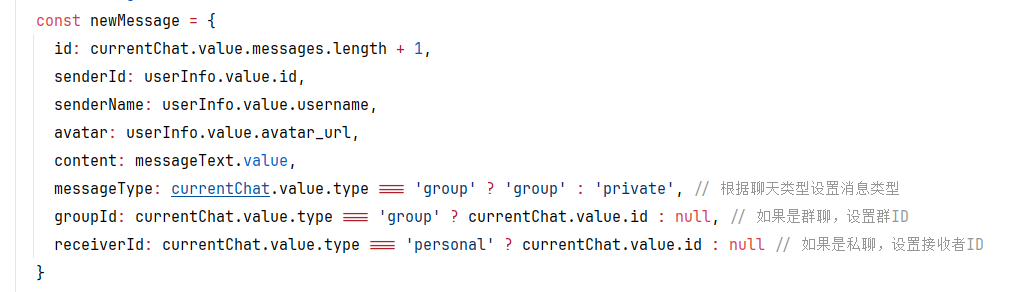 const newMessage = {
id: currentChat.value.messages.length + 1,
senderId: userInfo.value.id,
senderName: userInfo.value.username,
avatar: userInfo.value.avatar_url,
content: messageText.value,
messageType: currentChat.value.type === 'group' ? 'group' : 'private', // 根据聊天类型设置消息类型
groupId: currentChat.value.type === 'group' ? currentChat.value.id : null, // 如果是群聊，设置群ID
receiverId: currentChat.value.type === 'personal' ? currentChat.value.id : null // 如果是私聊，设置接收者ID
}